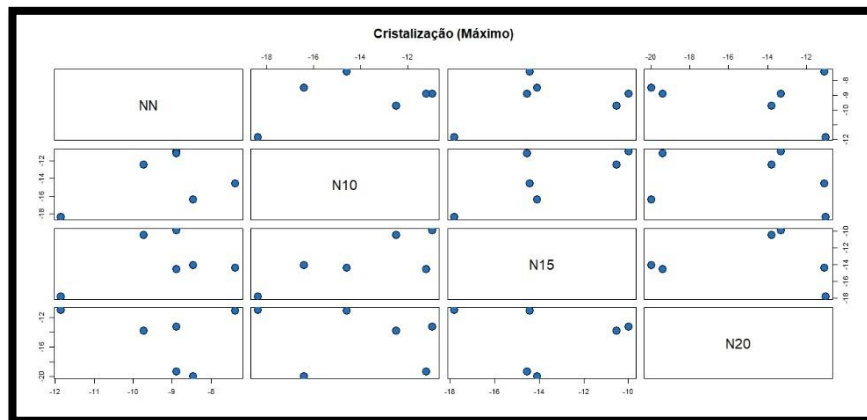 Cristalização (Máximo)
-18 -16 -14 -12 -20 -18 -16 -14 -12
NN
-12 -11 -10 -9 -8
-18 -16 -14 -12
N10
N15
-18 -16 -14 -12 -10
-20 -16 -12
N20
-12 -11 -10 -9 -8 -18 -16 -14 -12 -10